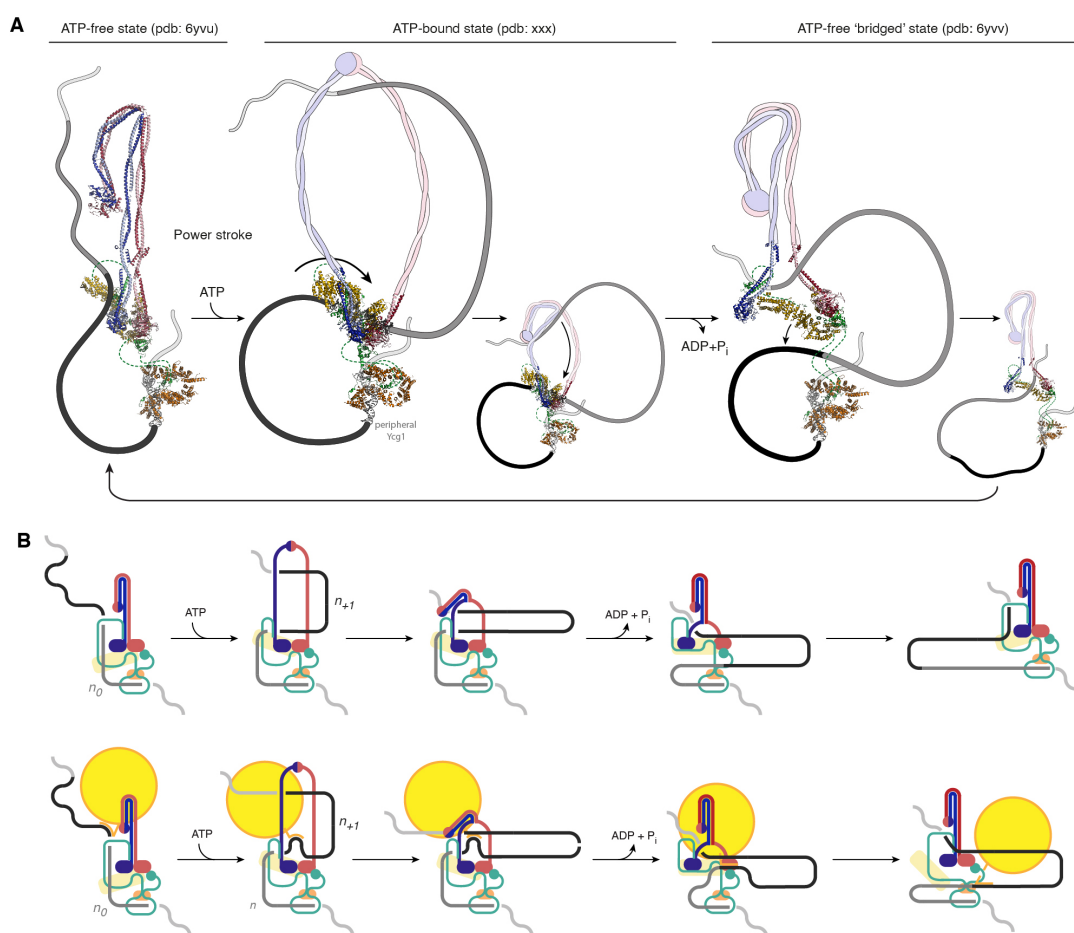 A
ATP-free state (pdb: 6yvu)
ATP-bound state (pdb: xxx)
ATP-free ‘bridged’ state (pdb: 6yvv)
Power stroke
ATP
ADP+Pi
peripheral
Ycg1
B
ATP
n+1
ADP + Pi
n0
ATP
n+1
ADP + Pi
n0
n